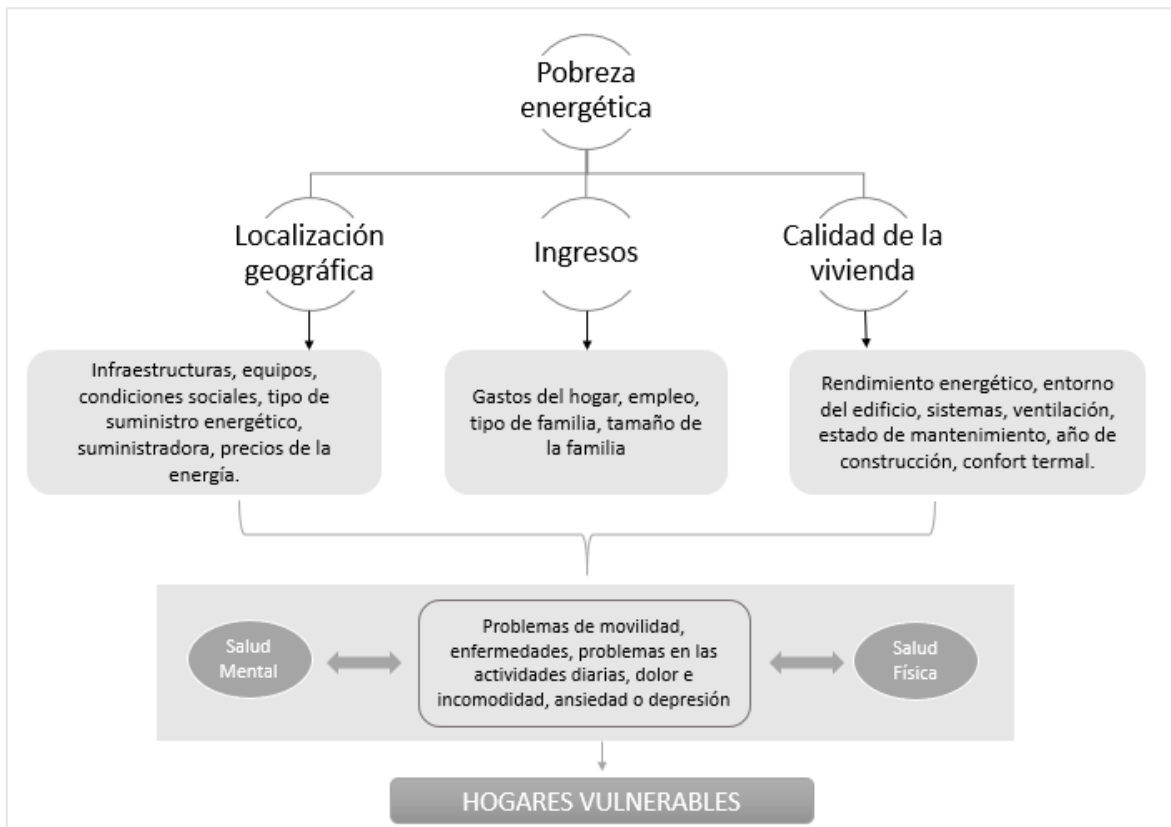 Pobreza
energética
Localización
geográfica
Ingresos
Calidad de la
vivienda
Infraestructuras, equipos,
condiciones sociales, tipo de
suministro energético,
suministradora, precios de la
energía.
Gastos del hogar, empleo,
tipo de familia, tamaño de
la familia
Rendimiento energético, entorno
del edificio, sistemas, ventilación,
estado de mantenimiento, año de
construcción, confort termal.
Salud
Mental
Problemas de movilidad,
enfermedades, problemas en las
actividades diarias, dolor e
incomodidad, ansiedad o depresión
Salud
Física
HOGARES VULNERABLES